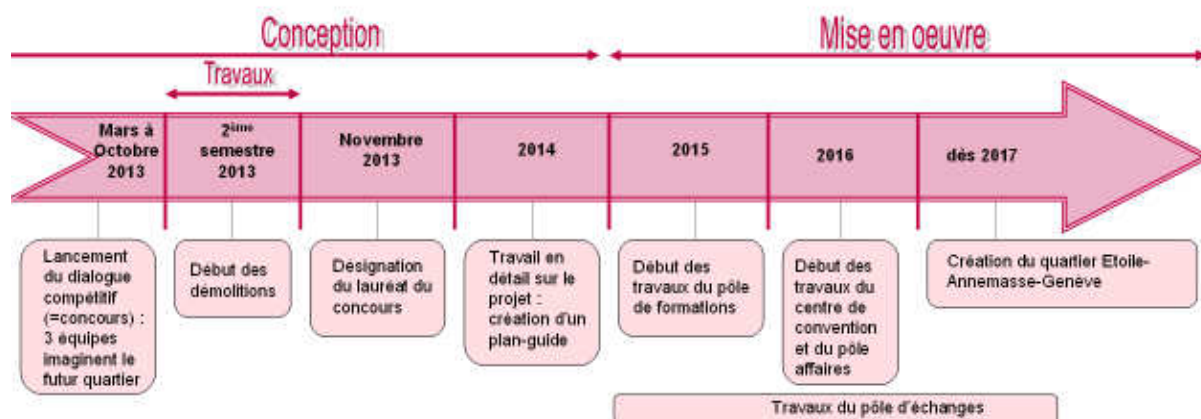 Conception
Mise en oeuvre
Travaux
Mars à
Octobre
2013
2ème
semestre
2013
Novembre
2013
2014
2015
2016
dès 2017
Lancement
du dialogue
compétitif
(=concours) :
3 équipes
imaginent le
futur quartier
Début des
démolitions
Désignation
du lauréat du
concours
Travail en
détail sur le
projet :
création d'un
plan-guide
Début des
travaux du pôle
de formations
Début des
travaux du
centre de
convention
et du pôle
affaires
Création du quartier Etoile-
Annemasse-Genève
Travaux du pôle d'échanges